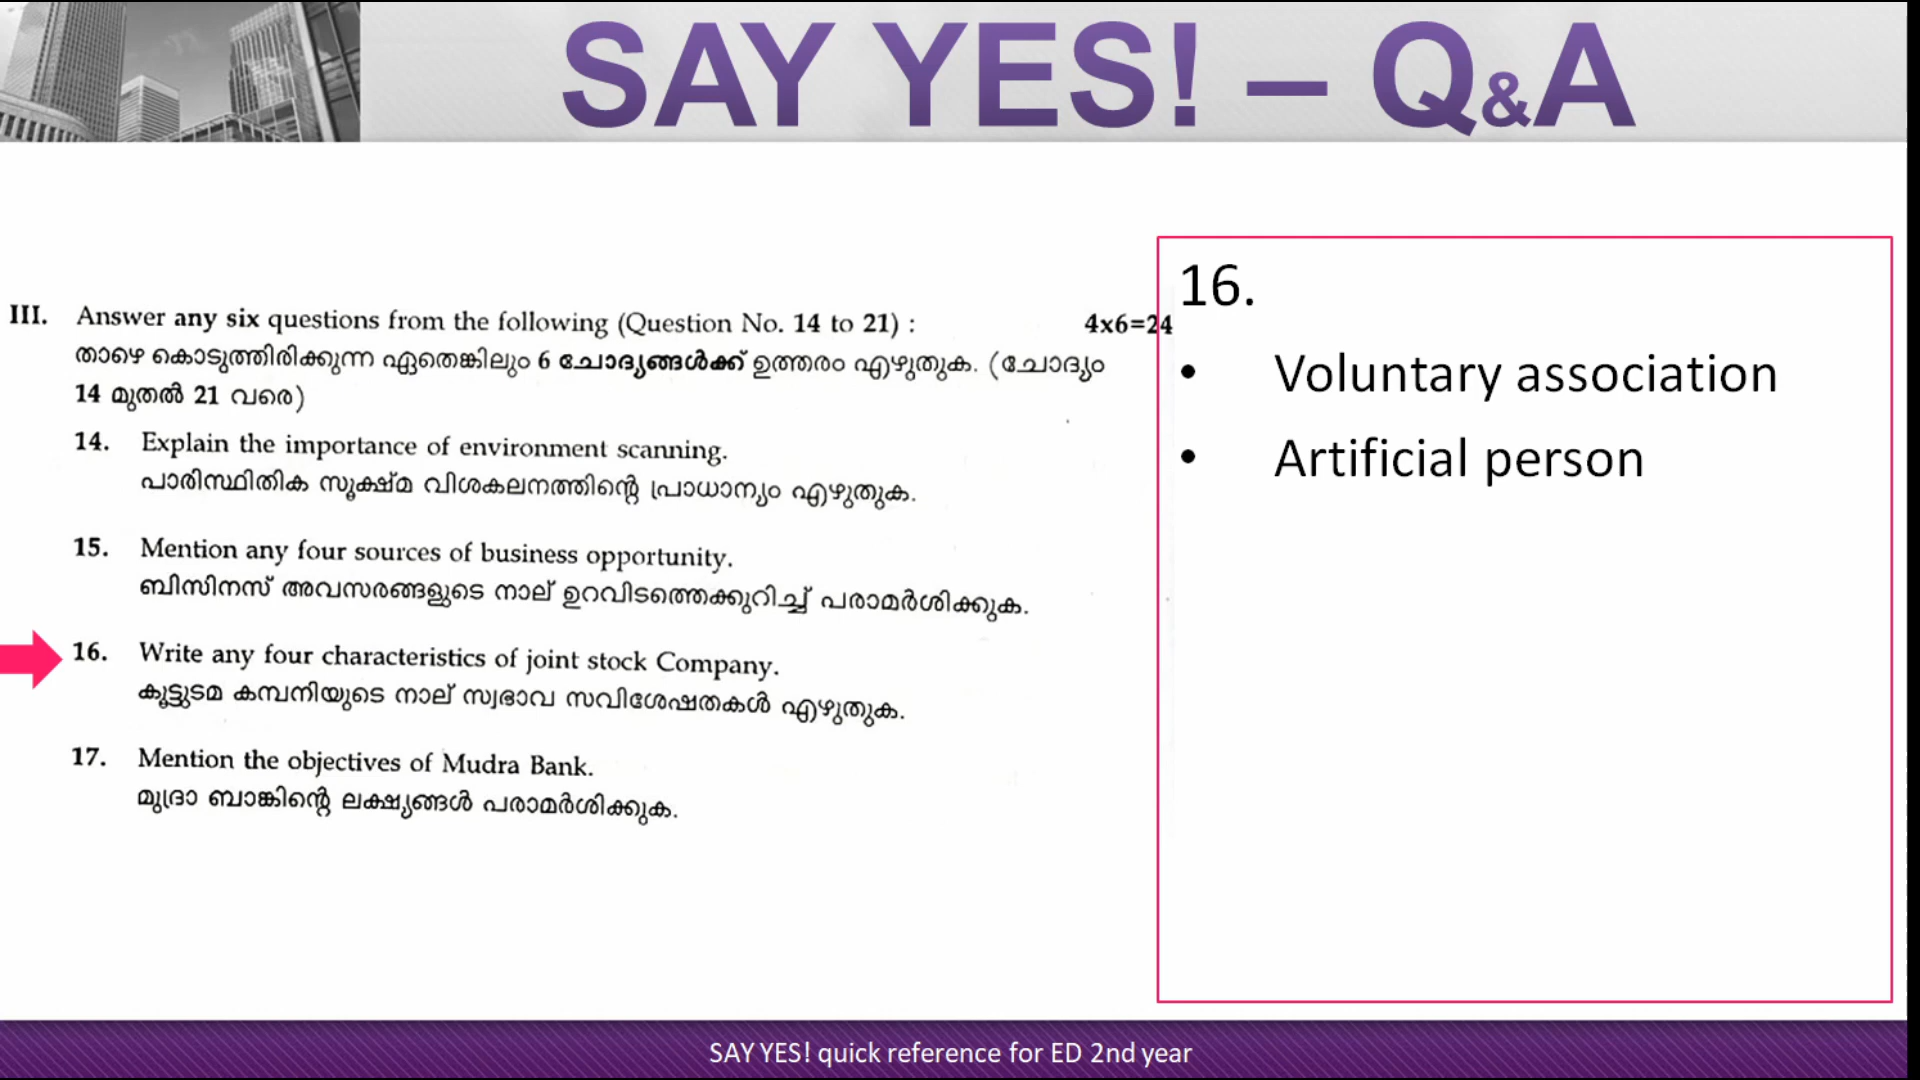 SAY YES! – Q&A
III. Answer any six questions from the following (Question No. 14 to 21) : 4x6=24
താഴെ കൊടുത്തിരിക്കുന്ന ഏതെങ്കിലും 6 ചോദ്യങ്ങൾക്ക് ഉത്തരം എഴുതുക. (ചോദ്യം
14 മുതൽ 21 വരെ)
14. Explain the importance of environment scanning.
പാരിസ്ഥിതിക സൂക്ഷ്മ വിശകലനത്തിന്റെ പ്രാധാന്യം എഴുതുക.
15. Mention any four sources of business opportunity.
ബിസിനസ് അവസരങ്ങളുടെ നാല് ഉറവിടത്തെക്കുറിച്ച് പരാമർശിക്കുക.
16. Write any four characteristics of joint stock Company.
കൂട്ടുടമ കമ്പനിയുടെ നാല് സ്വഭാവ സവിശേഷതകൾ എഴുതുക.
17. Mention the objectives of Mudra Bank.
മുദ്രാ ബാങ്കിന്റെ ലക്ഷ്യങ്ങൾ പരാമർശിക്കുക.
16.
• Voluntary association
• Artificial person
SAY YES! quick reference for ED 2nd year